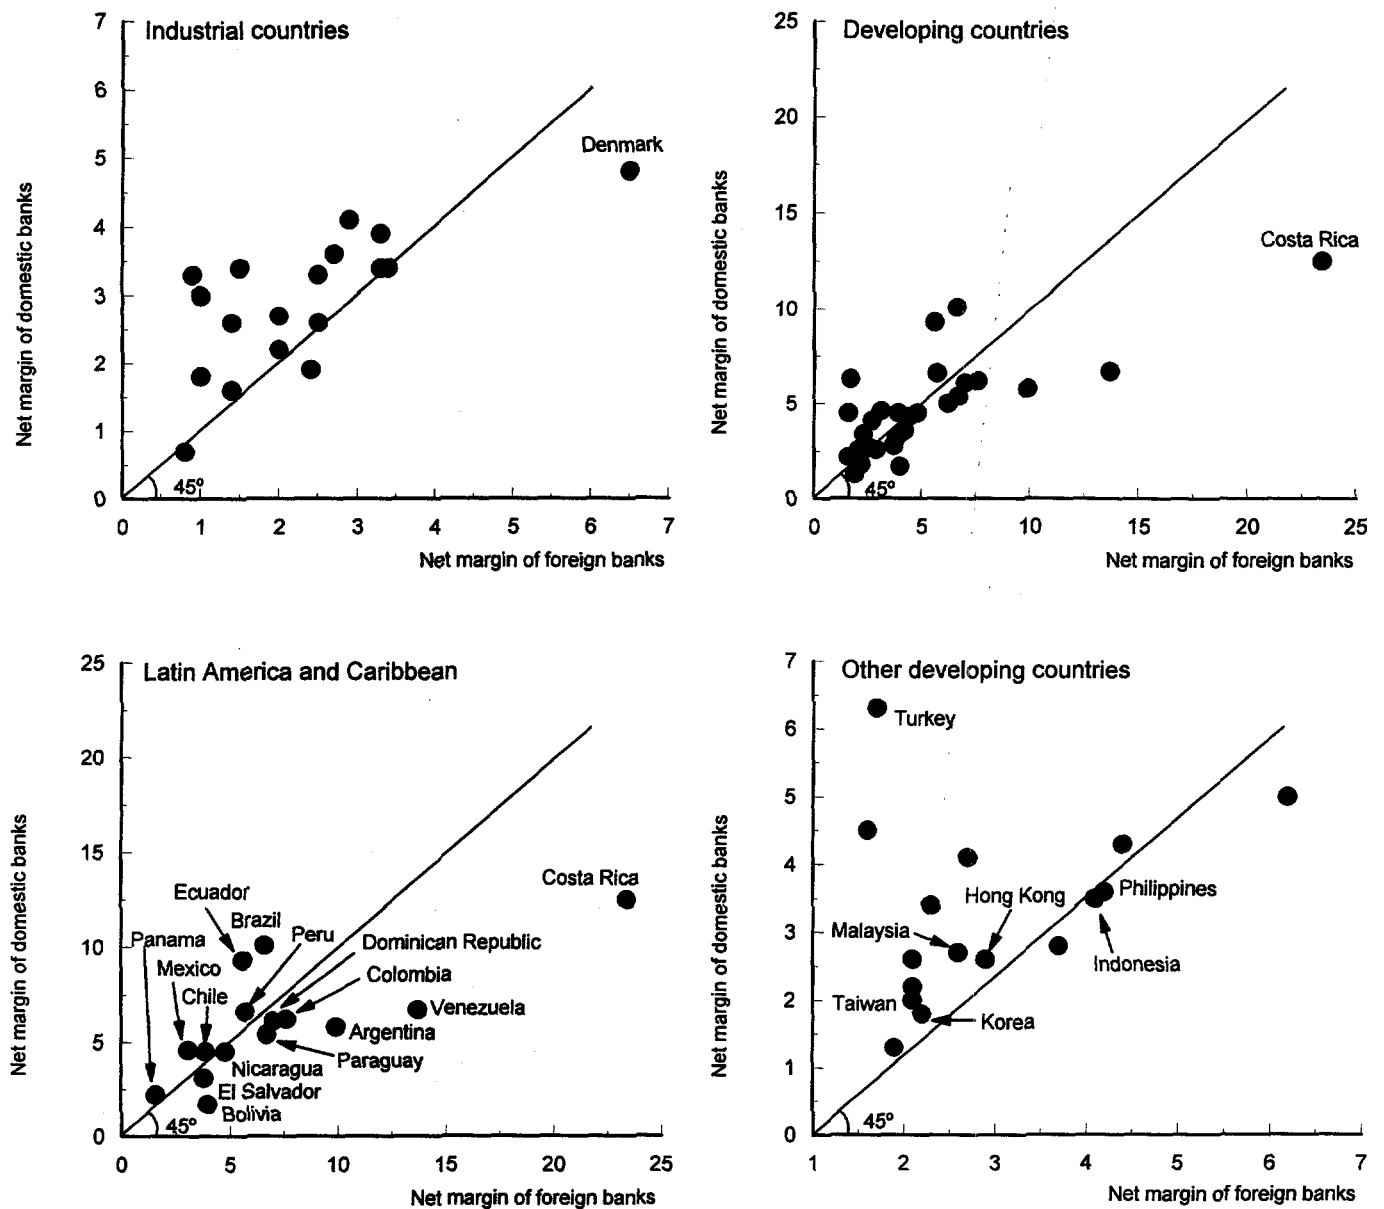 Industrial countries
7
6
5
4
3
2
1
0
Net margin of domestic banks
Denmark
45º
0 1 2 3 4 5 6 7
Net margin of foreign banks
Developing countries
25
20
15
10
5
0
Net margin of domestic banks
Costa Rica
45º
0 5 10 15 20 25
Net margin of foreign banks
Latin America and Caribbean
25
20
15
10
5
0
Net margin of domestic banks
Costa Rica
Ecuador
Brazil
Panama
Peru
Dominican Republic
Mexico
Colombia
Chile
Venezuela
Argentina
Paraguay
Nicaragua
El Salvador
Bolivia
45º
0 5 10 15 20 25
Net margin of foreign banks
Other developing countries
7
6
5
4
3
2
1
0
Net margin of domestic banks
Turkey
Hong Kong
Philippines
Malaysia
Indonesia
Taiwan
Korea
45º
1 2 3 4 5 6 7
Net margin of foreign banks